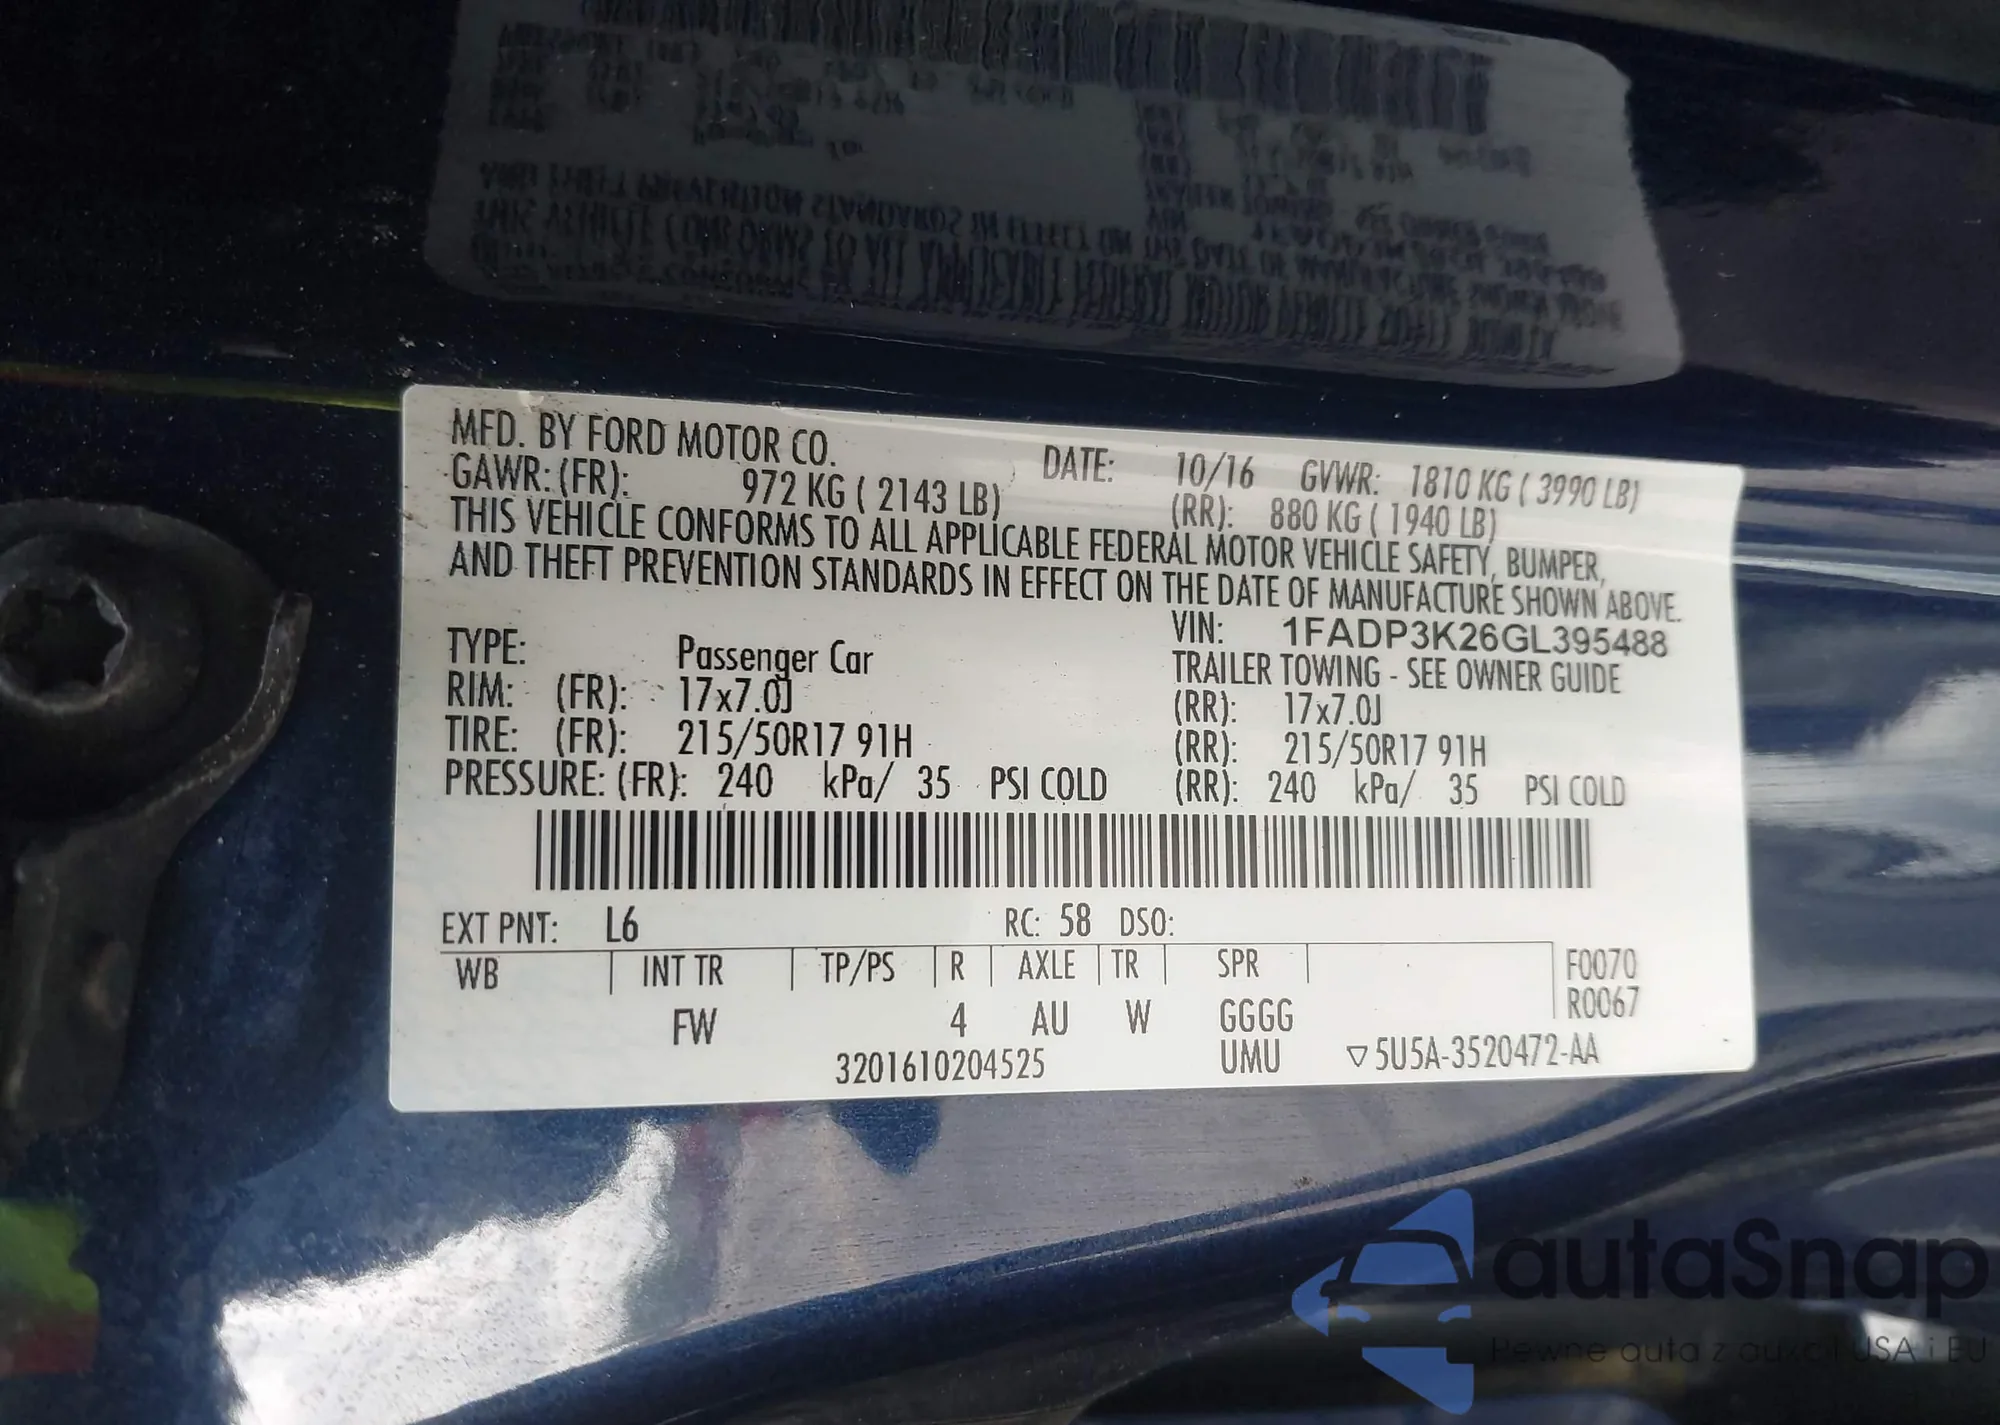 MFD. BY FORD MOTOR CO. DATE: 10/16 GVWR: 1810 KG ( 3990 LB)
GAWR: (FR): 972 KG ( 2143 LB) (RR): 880 KG ( 1940 LB)
THIS VEHICLE CONFORMS TO ALL APPLICABLE FEDERAL MOTOR VEHICLE SAFETY, BUMPER,
AND THEFT PREVENTION STANDARDS IN EFFECT ON THE DATE OF MANUFACTURE SHOWN ABOVE.
VIN: 1FADP3K26GL395488
TYPE: Passenger Car TRAILER TOWING - SEE OWNER GUIDE
RIM: (FR): 17x7.0J (RR): 17x7.0J
TIRE: (FR): 215/50R17 91H (RR): 215/50R17 91H
PRESSURE: (FR): 240 kPa/ 35 PSI COLD (RR): 240 kPa/ 35 PSI COLD
EXT PNT: L6 RC: 58 DSO:
WB INT TR TP/PS R AXLE TR SPR F0070
R0067
FW 4 AU W GGGG
3201610204525 UMU ▽5U5A-3520472-AA
autaSnap
Pewne auta z aukcji USA i EU